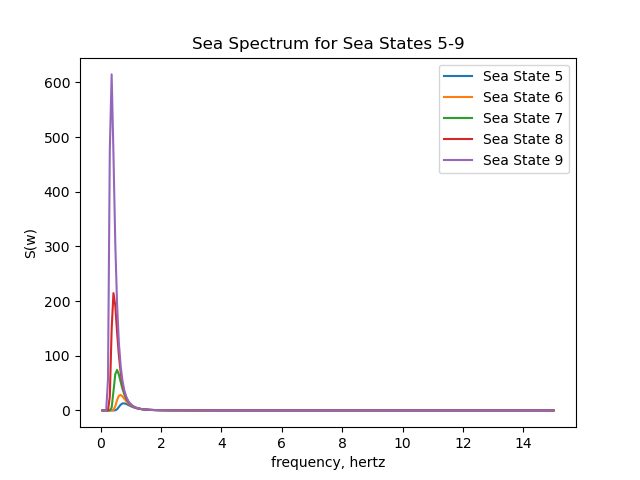 Sea Spectrum for Sea States 5-9
Sea State 5
Sea State 6
Sea State 7
Sea State 8
Sea State 9
S(w)
600
500
400
300
200
100
0
0 2 4 6 8 10 12 14
frequency, hertz